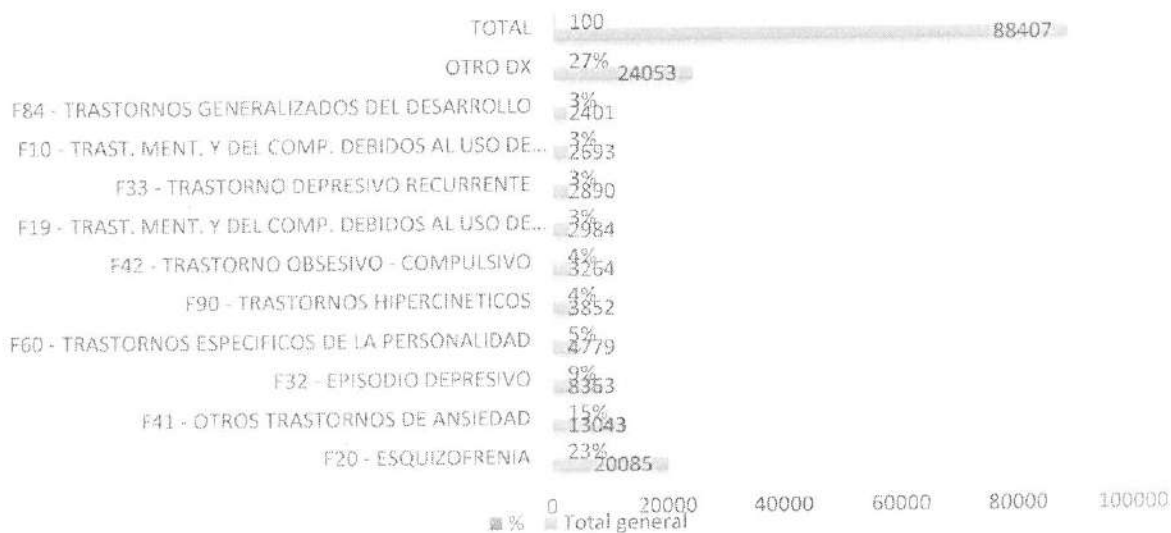 TOTAL 100
88407
OTRO DX 27%
24053
F84 - TRASTORNOS GENERALIZADOS DEL DESARROLLO 3%
2401
F10 - TRAST. MENT. Y DEL COMP. DEBIDOS AL USO DE... 3%
2693
F33 - TRASTORNO DEPRESIVO RECURRENTE 3%
2890
F19 - TRAST. MENT. Y DEL COMP. DEBIDOS AL USO DE... 3%
2984
F42 - TRASTORNO OBSESIVO - COMPULSIVO 4%
3264
F90 - TRASTORNOS HIPERCINETICOS 4%
3852
F60 - TRASTORNOS ESPECIFICOS DE LA PERSONALIDAD 5%
4779
F32 - EPISODIO DEPRESIVO 9%
8363
F41 - OTROS TRASTORNOS DE ANSIEDAD 15%
13043
F20 - ESQUIZOFRENIA 23%
20085
0 20000 40000 60000 80000 100000
% Total general